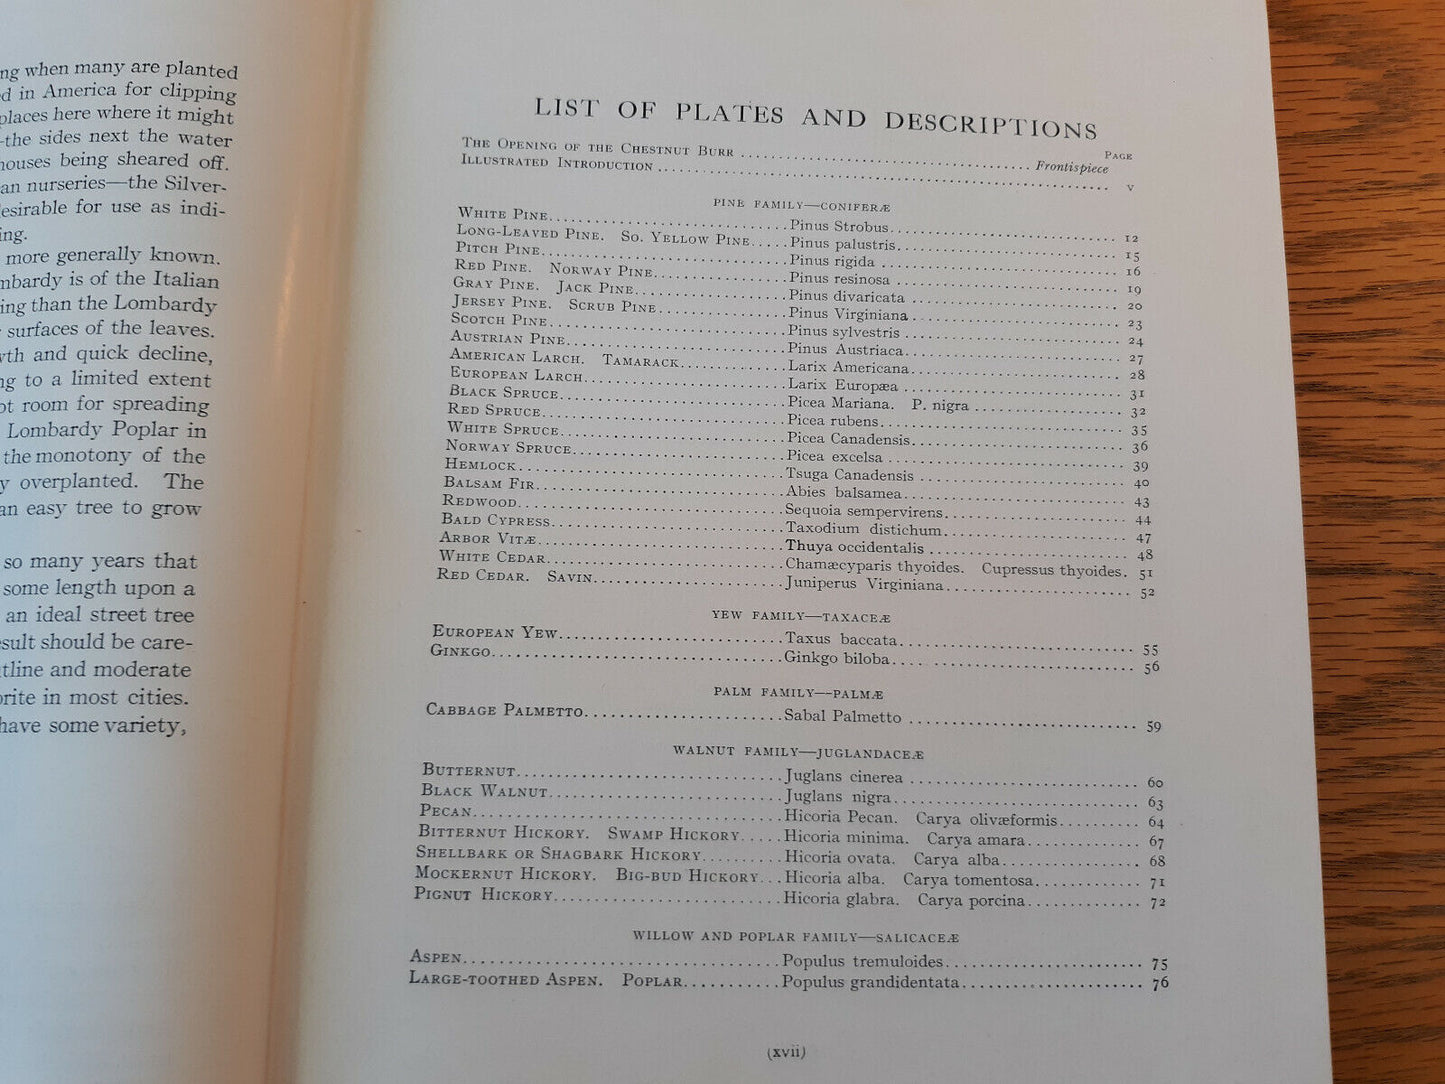 ng when many are planted
d in America for clipping
places here where it might
—the sides next the water
houses being sheared off.
an nurseries—the Silver-
esirable for use as indi-
ing.
more generally known.
mbardy is of the Italian
ing than the Lombardy
surfaces of the leaves.
wth and quick decline,
ng to a limited extent
ot room for spreading
Lombardy Poplar in
the monotony of the
y overplanted. The
an easy tree to grow
so many years that
some length upon a
an ideal street tree
esult should be care-
tline and moderate
orite in most cities.
have some variety,
LIST OF PLATES AND DESCRIPTIONS
PAGE
THE OPENING OF THE CHESTNUT BURR ........ Frontispiece
ILLUSTRATED INTRODUCTION ........ V
PINE FAMILY—CONIFERÆ
WHITE PINE........Pinus Strobus........ 12
LONG-LEAVED PINE. SO. YELLOW PINE.....Pinus palustris........ 15
PITCH PINE........Pinus rigida ........ 16
RED PINE. NORWAY PINE........Pinus resinosa ........ 19
GRAY PINE. JACK PINE........Pinus divaricata ........ 20
JERSEY PINE. SCRUB PINE........Pinus Virginiana........ 23
SCOTCH PINE........Pinus sylvestris ........ 24
AUSTRIAN PINE........Pinus Austriaca........ 27
AMERICAN LARCH. TAMARACK........Larix Americana........ 28
EUROPEAN LARCH........Larix Europæa ........ 31
BLACK SPRUCE........Picea Mariana. P. nigra ........ 32
RED SPRUCE........Picea rubens........ 35
WHITE SPRUCE........Picea Canadensis........ 36
NORWAY SPRUCE........Picea excelsa ........ 39
HEMLOCK........Tsuga Canadensis ........ 40
BALSAM FIR........Abies balsamea........ 43
REDWOOD........Sequoia sempervirens........ 44
BALD CYPRESS........Taxodium distichum........ 47
ARBOR VITÆ........Thuya occidentalis ........ 48
WHITE CEDAR........Chamæcyparis thyoides. Cupressus thyoides. 51
RED CEDAR. SAVIN........Juniperus Virginiana........ 52
YEW FAMILY—TAXACEÆ
EUROPEAN YEW........Taxus baccata........ 55
GINKGO........Ginkgo biloba........ 56
PALM FAMILY—PALMÆ
CABBAGE PALMETTO........Sabal Palmetto ........ 59
WALNUT FAMILY—JUGLANDACEÆ
BUTTERNUT........Juglans cinerea ........ 60
BLACK WALNUT........Juglans nigra........ 63
PECAN........Hicoria Pecan. Carya olivæformis........ 64
BITTERNUT HICKORY. SWAMP HICKORY.....Hicoria minima. Carya amara........ 67
SHELLBARK OR SHAGBARK HICKORY........Hicoria ovata. Carya alba........ 68
MOCKERNUT HICKORY. BIG-BUD HICKORY...Hicoria alba. Carya tomentosa........ 71
PIGNUT HICKORY........Hicoria glabra. Carya porcina........ 72
WILLOW AND POPLAR FAMILY—SALICACEÆ
ASPEN........Populus tremuloides........ 75
LARGE-TOOTHED ASPEN. POPLAR........Populus grandidentata........ 76
(xvii)